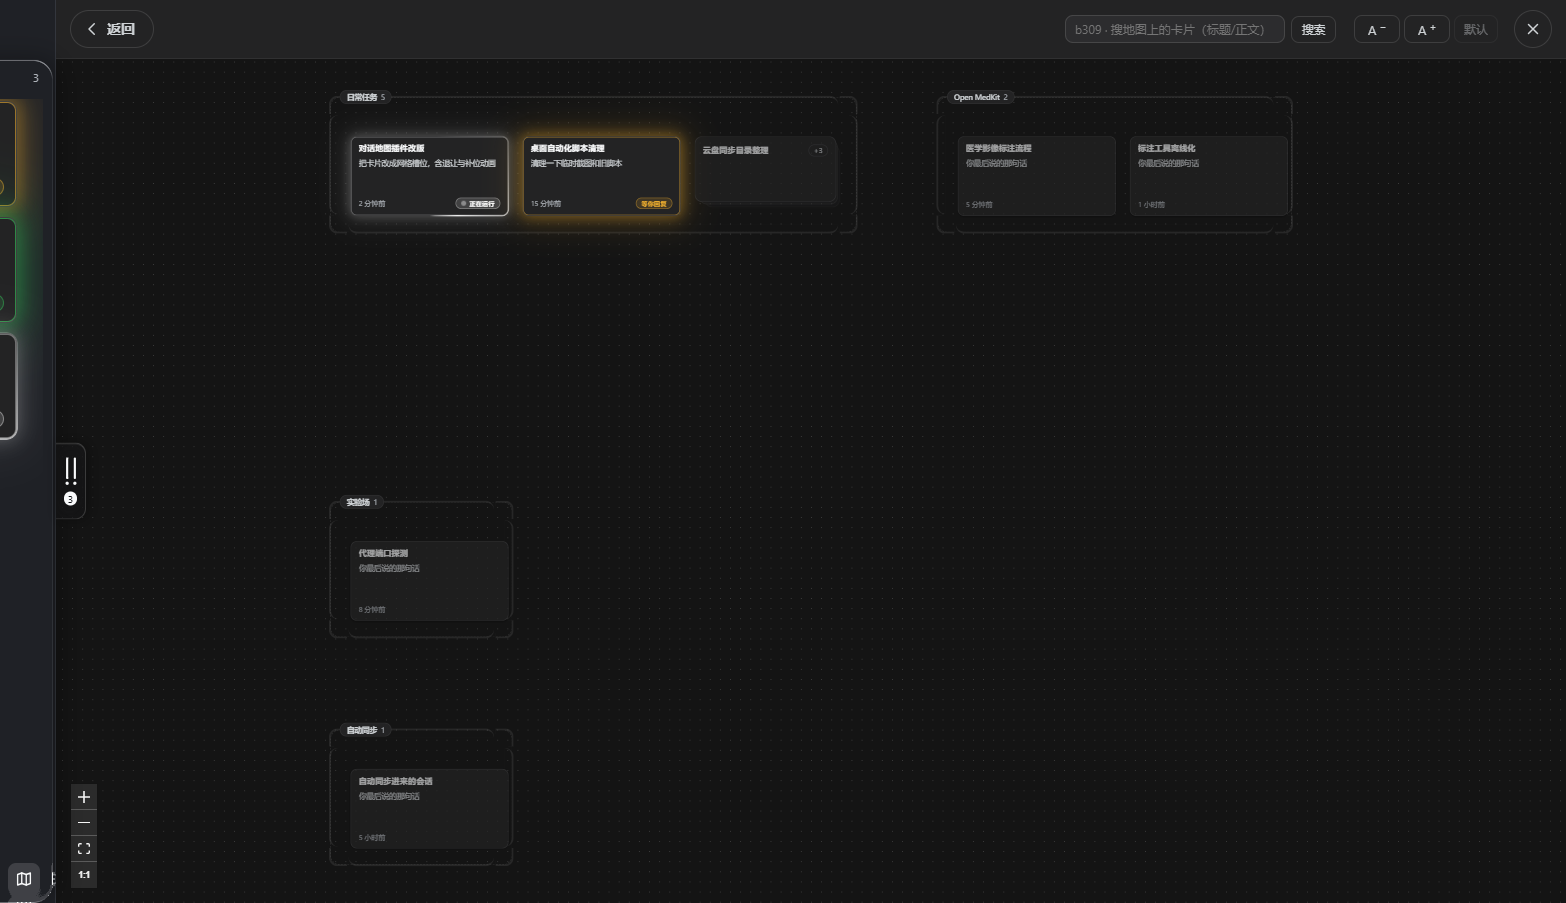 返回
b309 · 搜地图上的卡片（标题/正文）
搜索
A⁻
A⁺
默认
3
日常任务 5
对话地图插件改版
把卡片改成网格槽位，含退让与补位动画
2 分钟前
正在运行
桌面自动化脚本清理
清理一下临时截图和旧脚本
15 分钟前
等你回复
云盘同步目录整理
+3
Open MedKit 2
医学影像标注流程
你最后说的那句话
5 分钟前
标注工具离线化
你最后说的那句话
1 小时前
3
实验场 1
代理端口探测
你最后说的那句话
8 分钟前
自动同步 1
自动同步进来的会话
你最后说的那句话
5 小时前
1:1